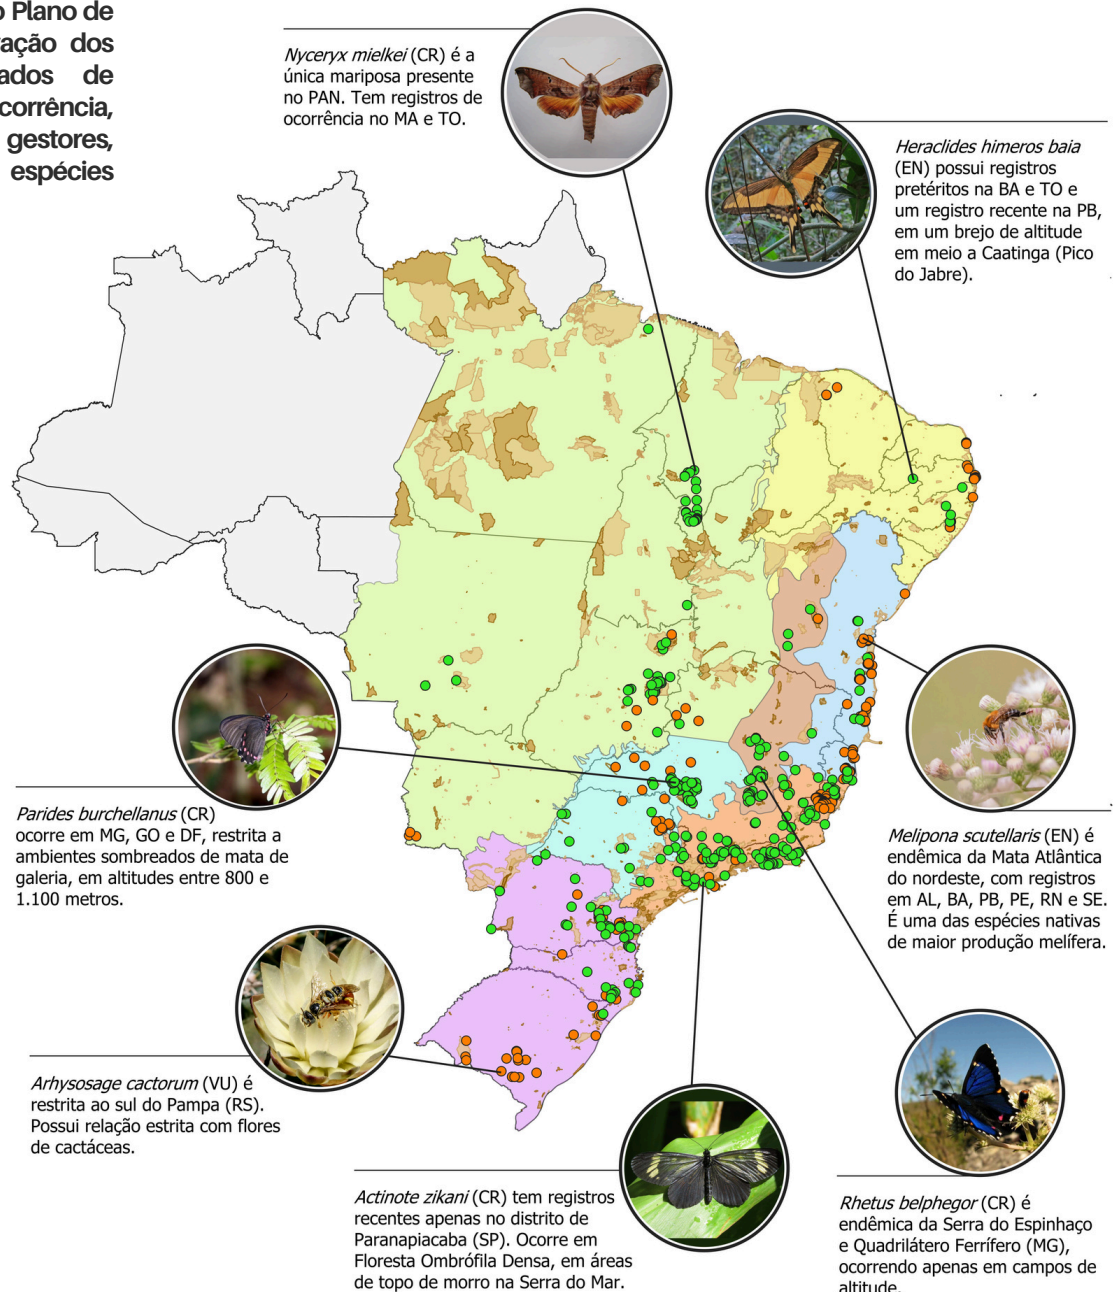 o Plano de
ação dos
ados de
corrência,
gestores,
espécies
Nyceryx mielkei (CR) é a
única mariposa presente
no PAN. Tem registros de
ocorrência no MA e TO.
Heraclides himeros baia
(EN) possui registros
pretéritos na BA e TO e
um registro recente na PB,
em um brejo de altitude
em meio a Caatinga (Pico
do Jabre).
Parides burchellanus (CR)
ocorre em MG, GO e DF, restrita a
ambientes sombreados de mata de
galeria, em altitudes entre 800 e
1.100 metros.
Melipona scutellaris (EN) é
endêmica da Mata Atlântica
do nordeste, com registros
em AL, BA, PB, PE, RN e SE.
É uma das espécies nativas
de maior produção melífera.
Arhysosage cactorum (VU) é
restrita ao sul do Pampa (RS).
Possui relação estrita com flores
de cactáceas.
Actinote zikani (CR) tem registros
recentes apenas no distrito de
Paranapiacaba (SP). Ocorre em
Floresta Ombrófila Densa, em áreas
de topo de morro na Serra do Mar.
Rhetus belphegor (CR) é
endêmica da Serra do Espinhaço
e Quadrilátero Ferrífero (MG),
ocorrendo apenas em campos de
altitude.